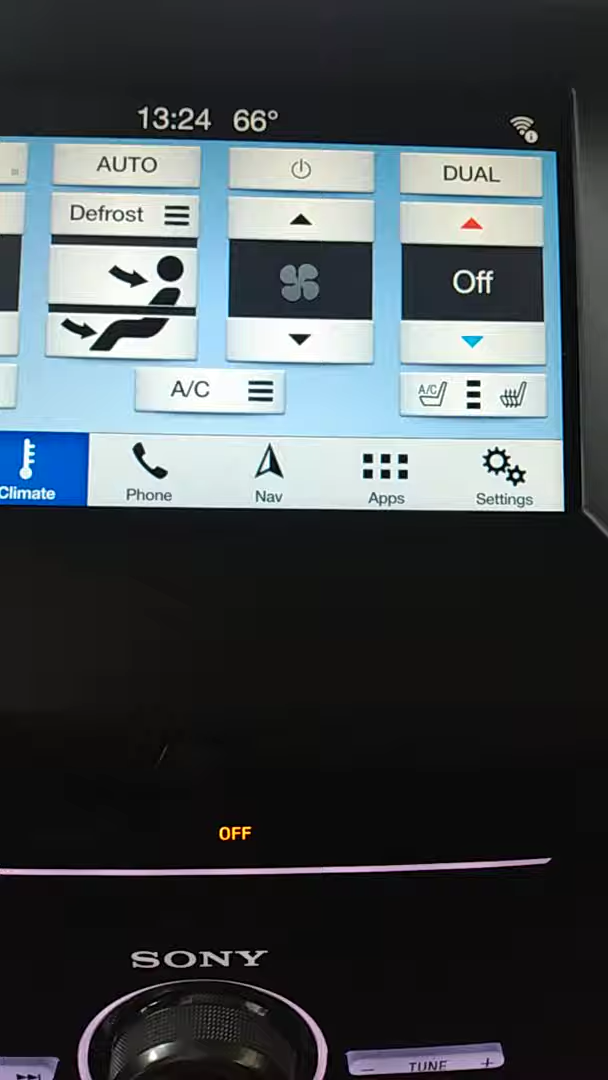 13:24 66°
AUTO
DUAL
Defrost
Off
A/C
A/C
Climate
Phone
Nav
Apps
Settings
OFF
SONY
- TUNE +